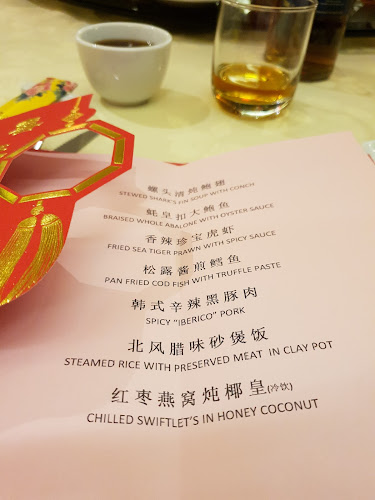 螺头清炖鲍翅
STEWED SHARK'S FIN SOUP WITH CONCH
蚝皇扣大鲍鱼
BRAISED WHOLE ABALONE WITH OYSTER SAUCE
香辣珍宝虎虾
FRIED SEA TIGER PRAWN WITH SPICY SAUCE
松露酱煎鳕鱼
PAN FRIED COD FISH WITH TRUFFLE PASTE
韩式辛辣黑豚肉
SPICY "IBERICO" PORK
北风腊味砂煲饭
STEAMED RICE WITH PRESERVED MEAT IN CLAY POT
红枣燕窝炖椰皇(冷饮)
CHILLED SWIFTLET'S IN HONEY COCONUT